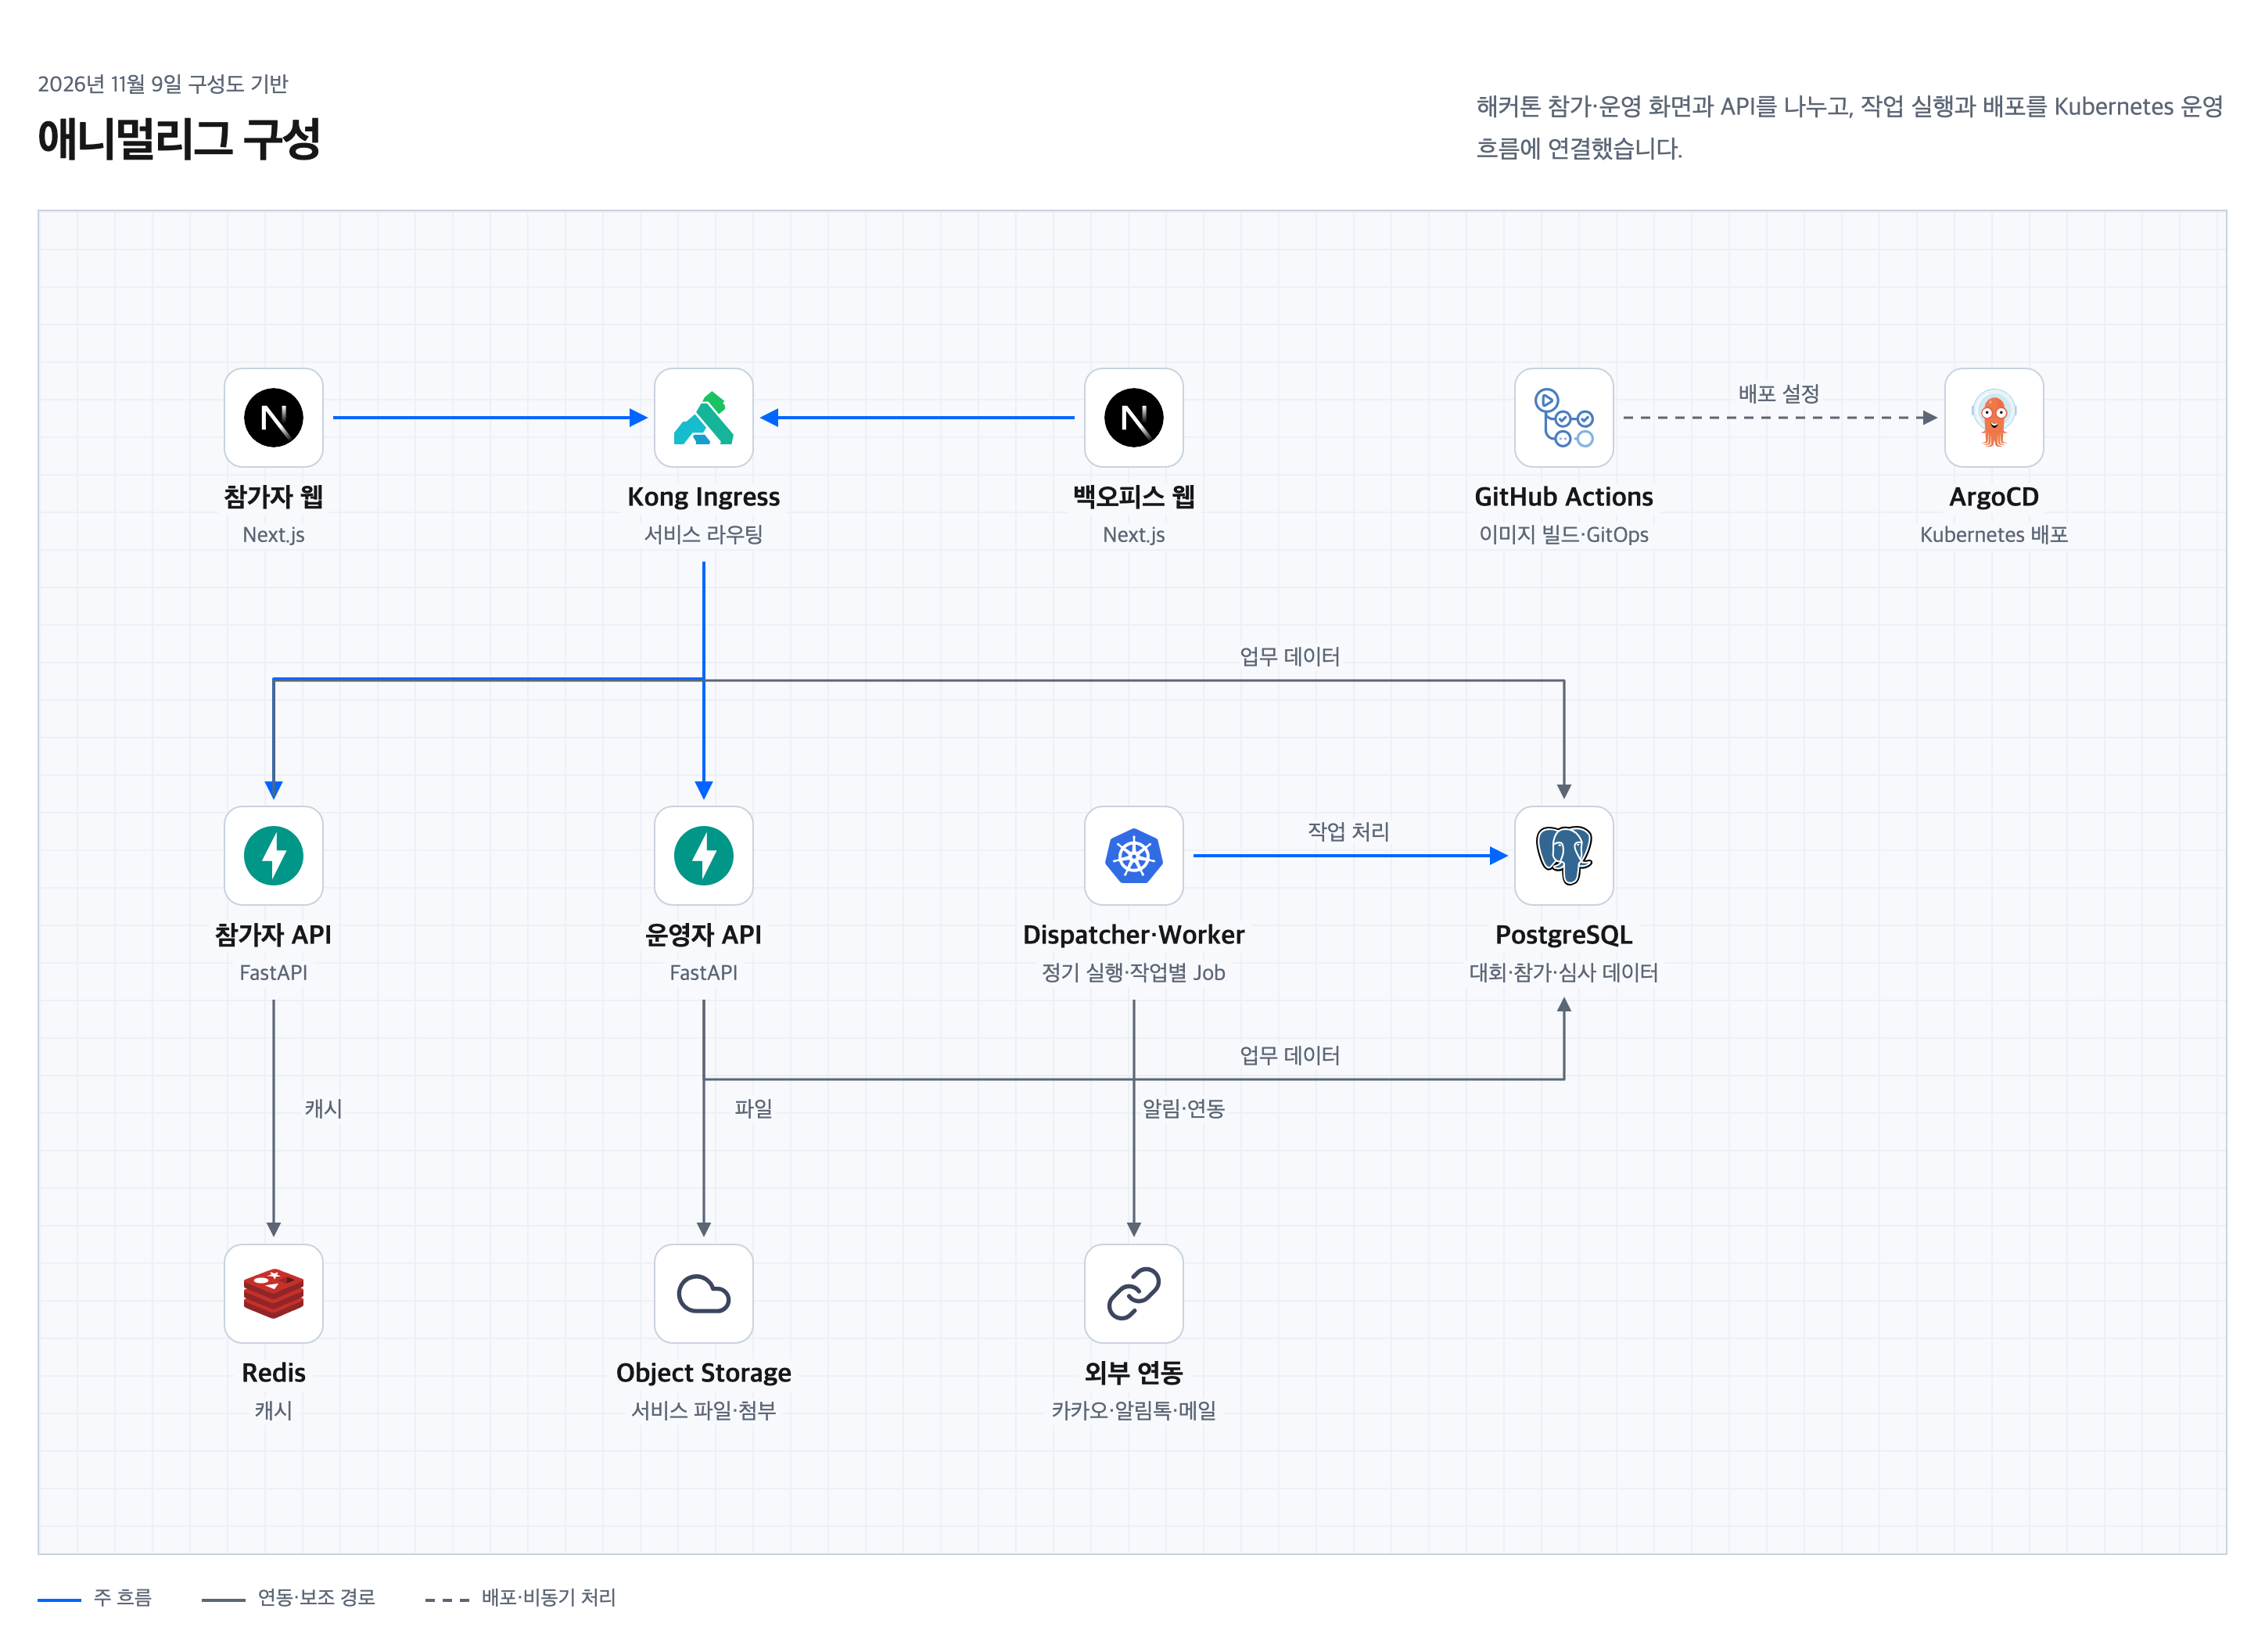 2026년 11월 9일 구성도 기반
애니멀리그 구성
해커톤 참가·운영 화면과 API를 나누고, 작업 실행과 배포를 Kubernetes 운영
흐름에 연결했습니다.
참가자 웹
Next.js
Kong Ingress
서비스 라우팅
백오피스 웹
Next.js
GitHub Actions
이미지 빌드·GitOps
배포 설정
ArgoCD
Kubernetes 배포
업무 데이터
참가자 API
FastAPI
운영자 API
FastAPI
Dispatcher·Worker
정기 실행·작업별 Job
작업 처리
PostgreSQL
대회·참가·심사 데이터
업무 데이터
캐시
파일
알림·연동
Redis
캐시
Object Storage
서비스 파일·첨부
외부 연동
카카오·알림톡·메일
주 흐름
연동·보조 경로
배포·비동기 처리